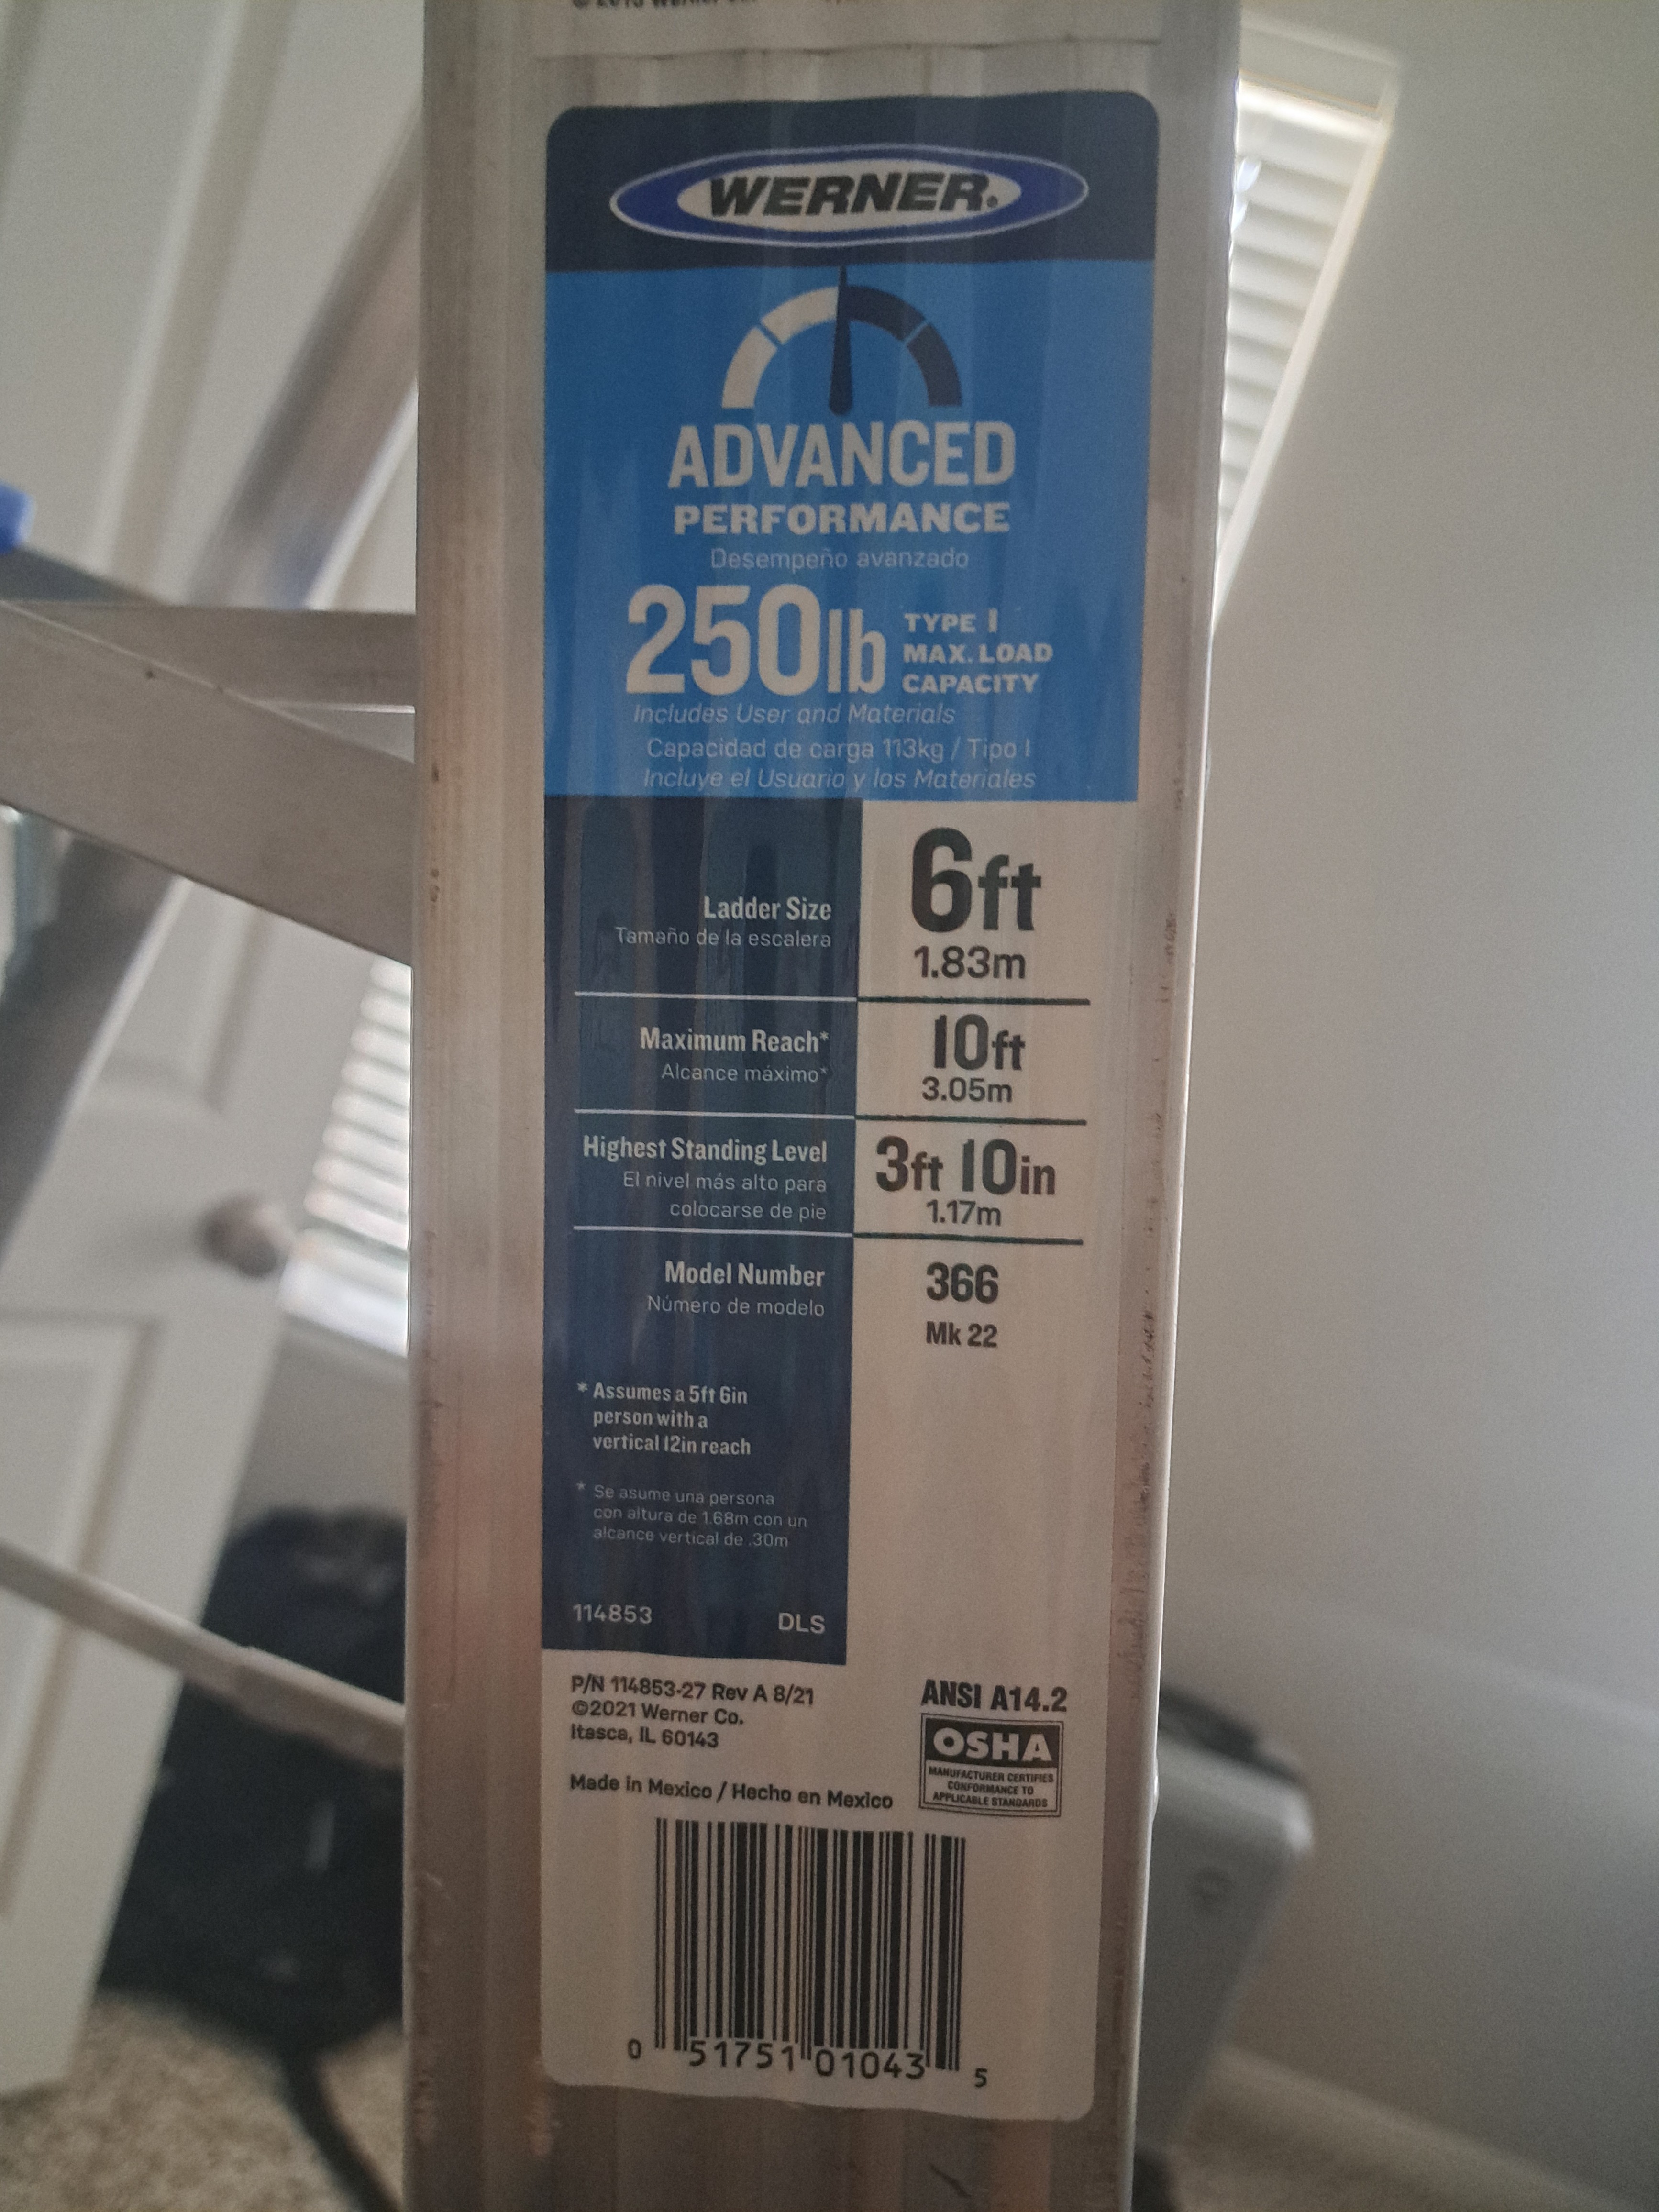 WERNER.
ADVANCED
PERFORMANCE
Desempeño avanzado
250lb TYPE I
MAX. LOAD
CAPACITY
Includes User and Materials
Capacidad de carga 113kg / Tipo I
Incluye el Usuario y los Materiales
Ladder Size
Tamaño de la escalera
6ft
1.83m
Maximum Reach*
Alcance máximo*
10ft
3.05m
Highest Standing Level
El nivel más alto para
colocarse de pie
3ft 10in
1.17m
Model Number
Número de modelo
366
Mk 22
* Assumes a 5ft 6in
person with a
vertical 12in reach
* Se asume una persona
con altura de 1.68m con un
alcance vertical de .30m
114853 DLS
P/N 114853-27 Rev A 8/21
©2021 Werner Co.
Itasca, IL 60143
Made in Mexico / Hecho en Mexico
ANSI A14.2
OSHA
MANUFACTURER CERTIFIES
CONFORMANCE TO
APPLICABLE STANDARDS
0 51751 01043 5